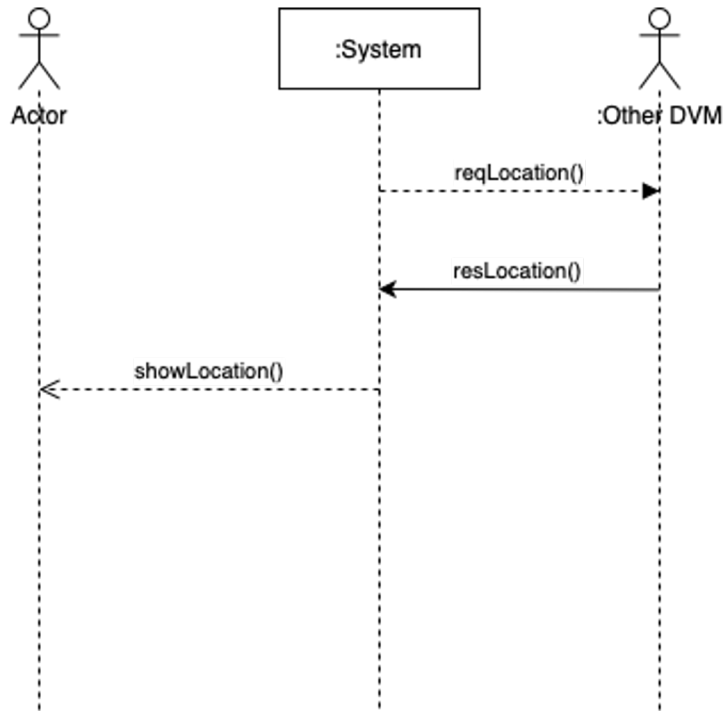 :System
Actor
:Other DVM
reqLocation()
resLocation()
showLocation()